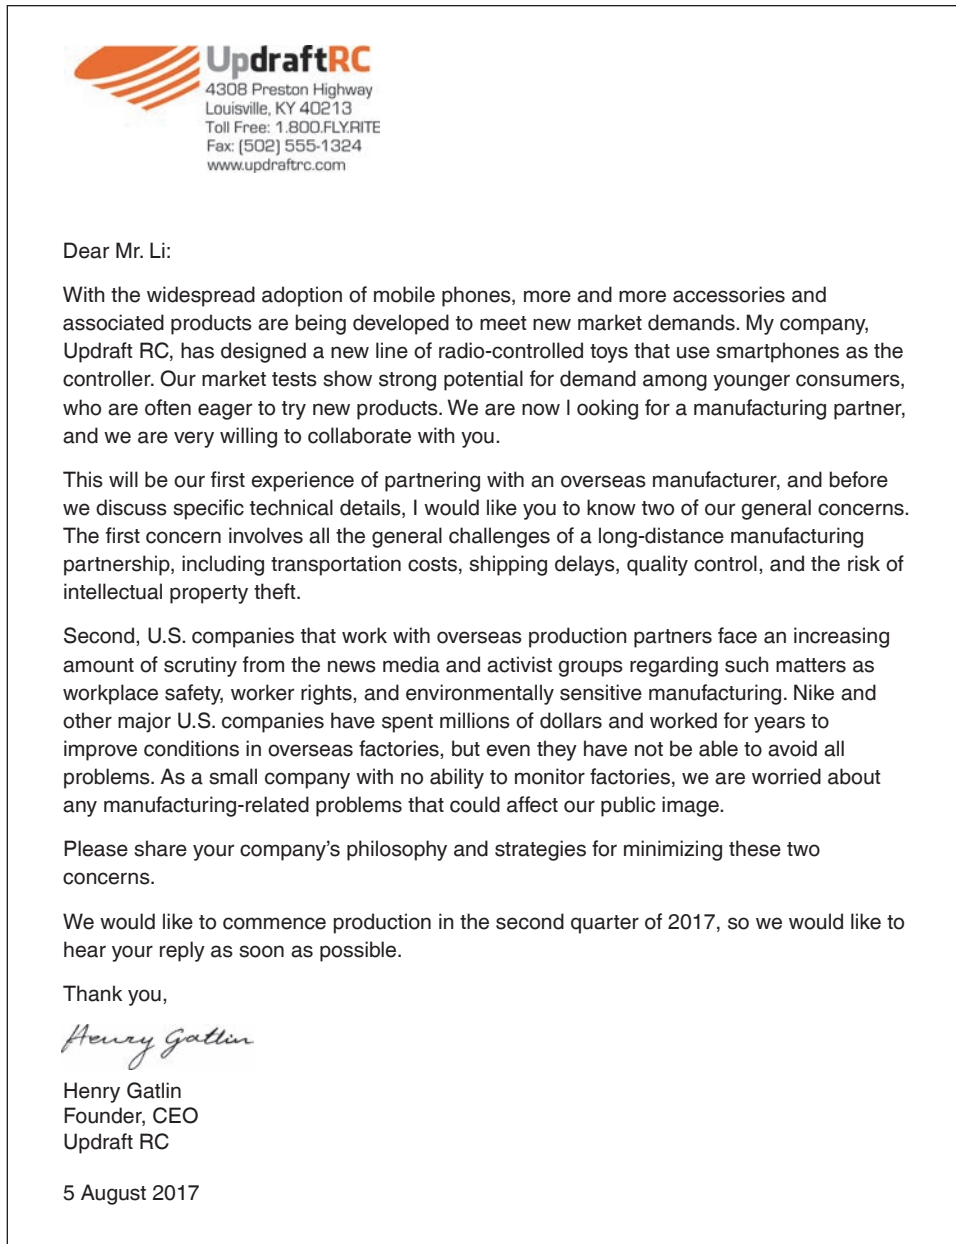 UpdraftRC
4308 Preston Highway
Louisville, KY 40213
Toll Free: 1.800.FLY.RITE
Fax: (502) 555-1324
www.updraftrc.com
Dear Mr. Li:
With the widespread adoption of mobile phones, more and more accessories and
associated products are being developed to meet new market demands. My company,
Updraft RC, has designed a new line of radio-controlled toys that use smartphones as the
controller. Our market tests show strong potential for demand among younger consumers,
who are often eager to try new products. We are now l ooking for a manufacturing partner,
and we are very willing to collaborate with you.
This will be our first experience of partnering with an overseas manufacturer, and before
we discuss specific technical details, I would like you to know two of our general concerns.
The first concern involves all the general challenges of a long-distance manufacturing
partnership, including transportation costs, shipping delays, quality control, and the risk of
intellectual property theft.
Second, U.S. companies that work with overseas production partners face an increasing
amount of scrutiny from the news media and activist groups regarding such matters as
workplace safety, worker rights, and environmentally sensitive manufacturing. Nike and
other major U.S. companies have spent millions of dollars and worked for years to
improve conditions in overseas factories, but even they have not be able to avoid all
problems. As a small company with no ability to monitor factories, we are worried about
any manufacturing-related problems that could affect our public image.
Please share your company's philosophy and strategies for minimizing these two
concerns.
We would like to commence production in the second quarter of 2017, so we would like to
hear your reply as soon as possible.
Thank you,
Henry Gatlin
Henry Gatlin
Founder, CEO
Updraft RC
5 August 2017